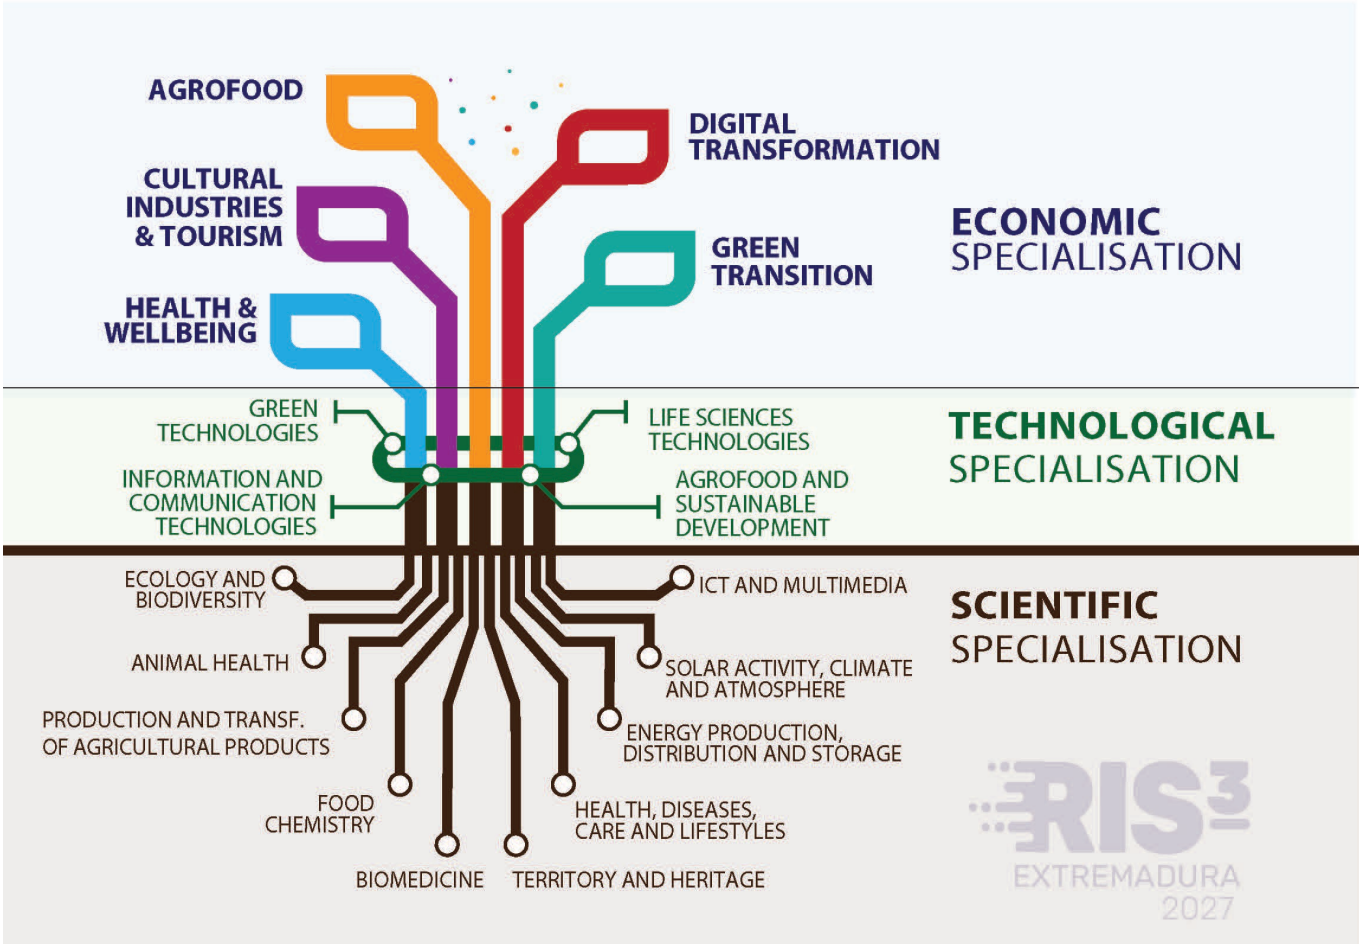 AGROFOOD
DIGITAL
TRANSFORMATION
CULTURAL
INDUSTRIES
& TOURISM
ECONOMIC
SPECIALISATION
GREEN
TRANSITION
HEALTH &
WELLBEING
GREEN
TECHNOLOGIES
LIFE SCIENCES
TECHNOLOGIES
TECHNOLOGICAL
SPECIALISATION
INFORMATION AND
COMMUNICATION
TECHNOLOGIES
AGROFOOD AND
SUSTAINABLE
DEVELOPMENT
ECOLOGY AND
BIODIVERSITY
ICT AND MULTIMEDIA
SCIENTIFIC
SPECIALISATION
ANIMAL HEALTH
SOLAR ACTIVITY, CLIMATE
AND ATMOSPHERE
PRODUCTION AND TRANSF.
OF AGRICULTURAL PRODUCTS
ENERGY PRODUCTION,
DISTRIBUTION AND STORAGE
FOOD
CHEMISTRY
HEALTH, DISEASES,
CARE AND LIFESTYLES
BIOMEDICINE
TERRITORY AND HERITAGE
RIS3
EXTREMADURA
2027